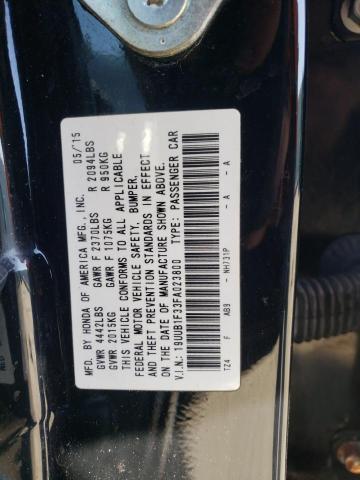 MFD. BY HONDA OF AMERICA MFG., INC. 05/15
GVWR 4442LBS GAWR F 2370LBS R 2094LBS
GVWR 2015KG GAWR F 1075KG R 950KG
THIS VEHICLE CONFORMS TO ALL APPLICABLE
FEDERAL MOTOR VEHICLE SAFETY, BUMPER,
AND THEFT PREVENTION STANDARDS IN EFFECT
ON THE DATE OF MANUFACTURE SHOWN ABOVE.
V.I.N.: 19UUB1F33FA023800 TYPE: PASSENGER CAR
TZ4 F AB9 - NH731P - A - A